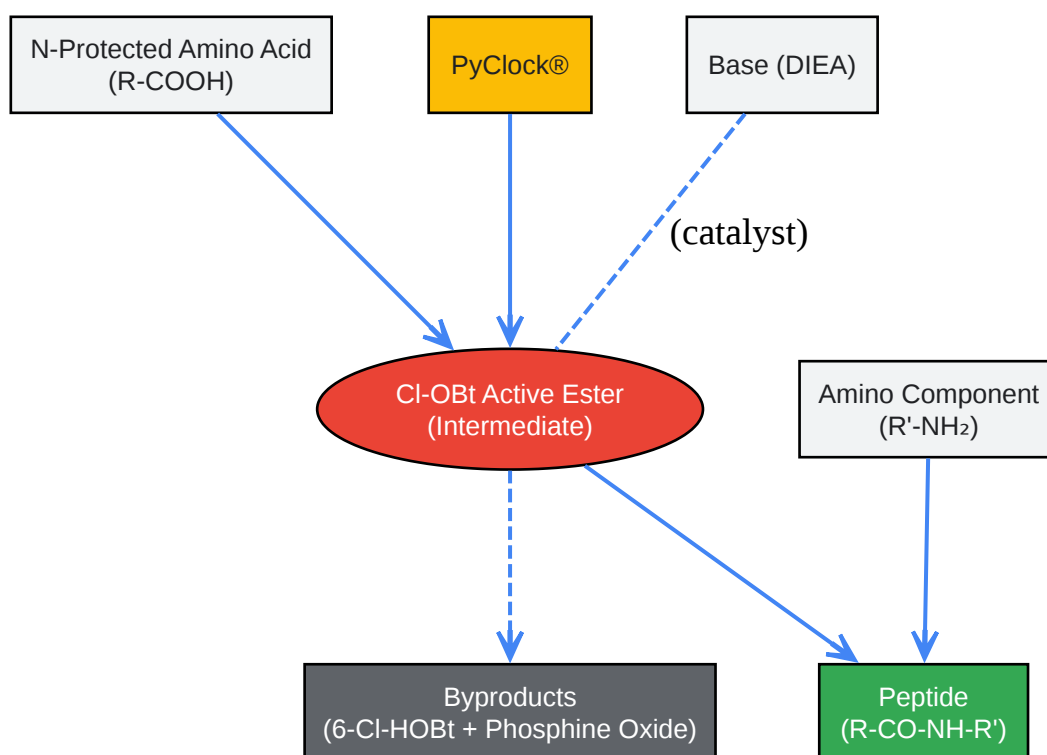 N-Protected Amino Acid
(R-COOH)
PyClock®
Base (DIEA)
(catalyst)
Cl-OBt Active Ester
(Intermediate)
Amino Component
(R'-NH₂)
Byproducts
(6-Cl-HOBt + Phosphine Oxide)
Peptide
(R-CO-NH-R')